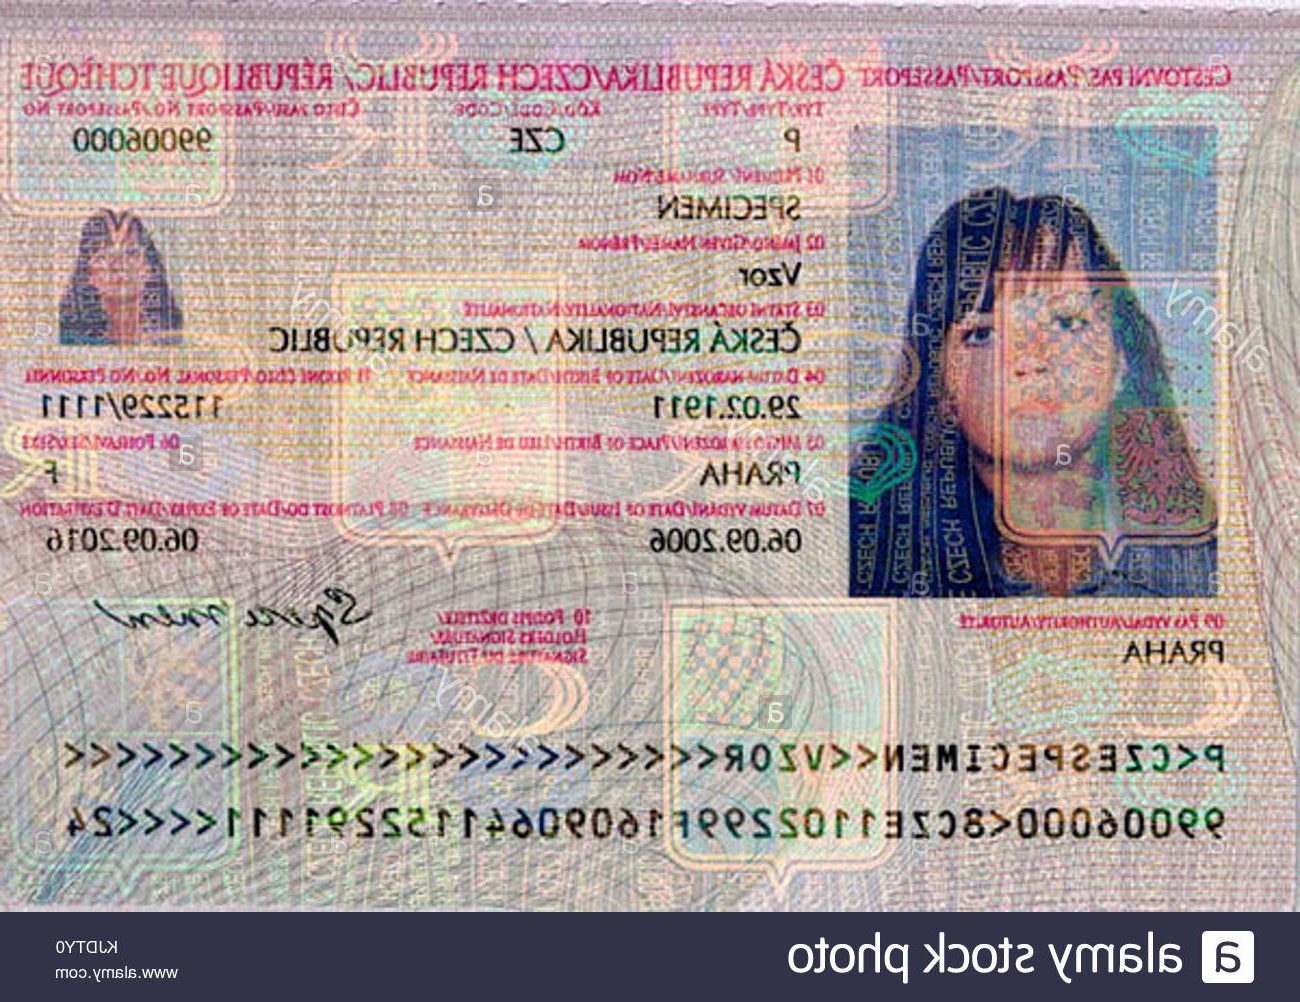 CESTOVNÍ PAS/PASSPORT/PASSEPORT ČESKÁ REPUBLIKA/CZECH REPUBLIC/RÉPUBLIQUE TCHÈQUE
TYP/TYPE/TYPE KÓD/CODE/CODE ČÍSLO PASU/PASSPORT NO./PASSEPORT NO
P CZE 99006000
01 PŘÍJMENÍ/SURNAME/NOM
SPECIMEN
02 JMÉNO/GIVEN NAMES/PRÉNOM
Vzor
03 STÁTNÍ OBČANSTVÍ/NATIONALITY/NATIONALITÉ
ČESKÁ REPUBLIKA / CZECH REPUBLIC
04 DATUM NAROZENÍ/DATE OF BIRTH/DATE DE NAISSANCE 11 RODNÉ ČÍSLO/PERSONAL NO./NO PERSONNEL
29.02.1911 115229/1111
05 MÍSTO NAROZENÍ/PLACE OF BIRTH/LIEU DE NAISSANCE 06 POHLAVÍ/SEX/SEXE
PRAHA F
07 DATUM VYDÁNÍ/DATE OF ISSUE/DATE DE DÉLIVRANCE 08 PLATNOST DO/DATE OF EXPIRY/DATE D'EXPIRATION
06.09.2006 06.09.2016
09 PAS VYDAL/AUTHORITY/AUTORITÉ
PRAHA
10 PODPIS DRŽITELE/
HOLDER'S SIGNATURE/
SIGNATURE DU TITULAIRE
Specimen
P<CZESPECIMEN<<VZOR<<<<<<<<<<<<<<<<<<<<<<<<<
99006000<8CZE1102299F16090641152291111<<<<24
alamy
alamy
alamy
alamy
alamy
a alamy stock photo
KJDTY0
www.alamy.com